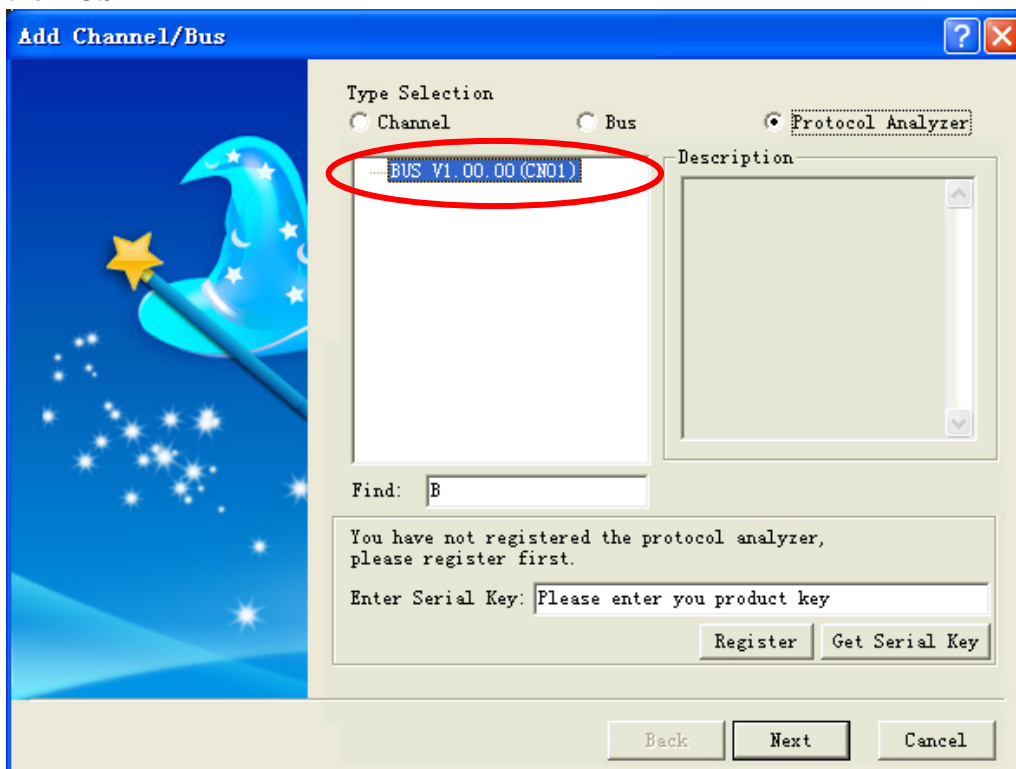 Add Channel/Bus
Type Selection
Channel Bus Protocol Analyzer
BUS V1.00.00(CN01)
Description
Find: B
You have not registered the protocol analyzer,
please register first.
Enter Serial Key: Please enter you product key
Register Get Serial Key
Back Next Cancel